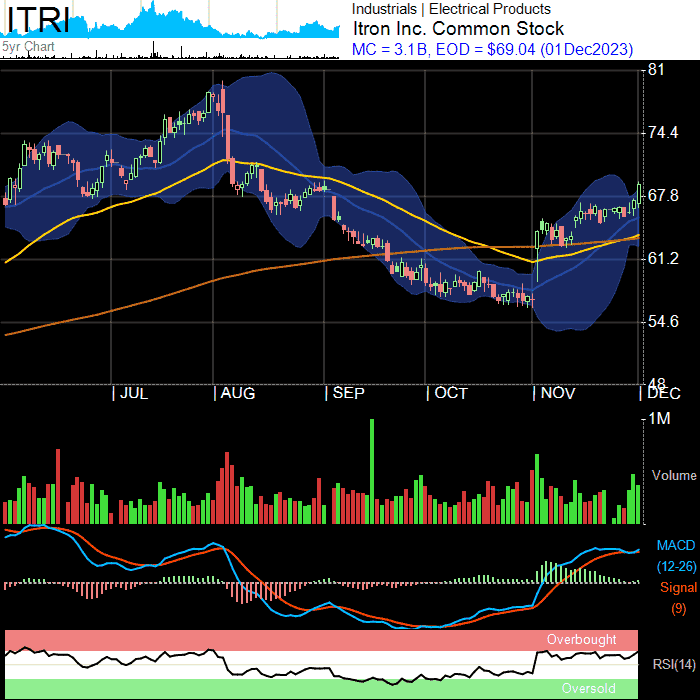 ITRI
5yr Chart
Industrials | Electrical Products
Itron Inc. Common Stock
MC = 3.1B, EOD = $69.04 (01Dec2023)
81
74.4
67.8
61.2
54.6
48
JUL
AUG
SEP
OCT
NOV
DEC
1M
Volume
MACD
(12-26)
Signal
(9)
Overbought
RSI(14)
Oversold